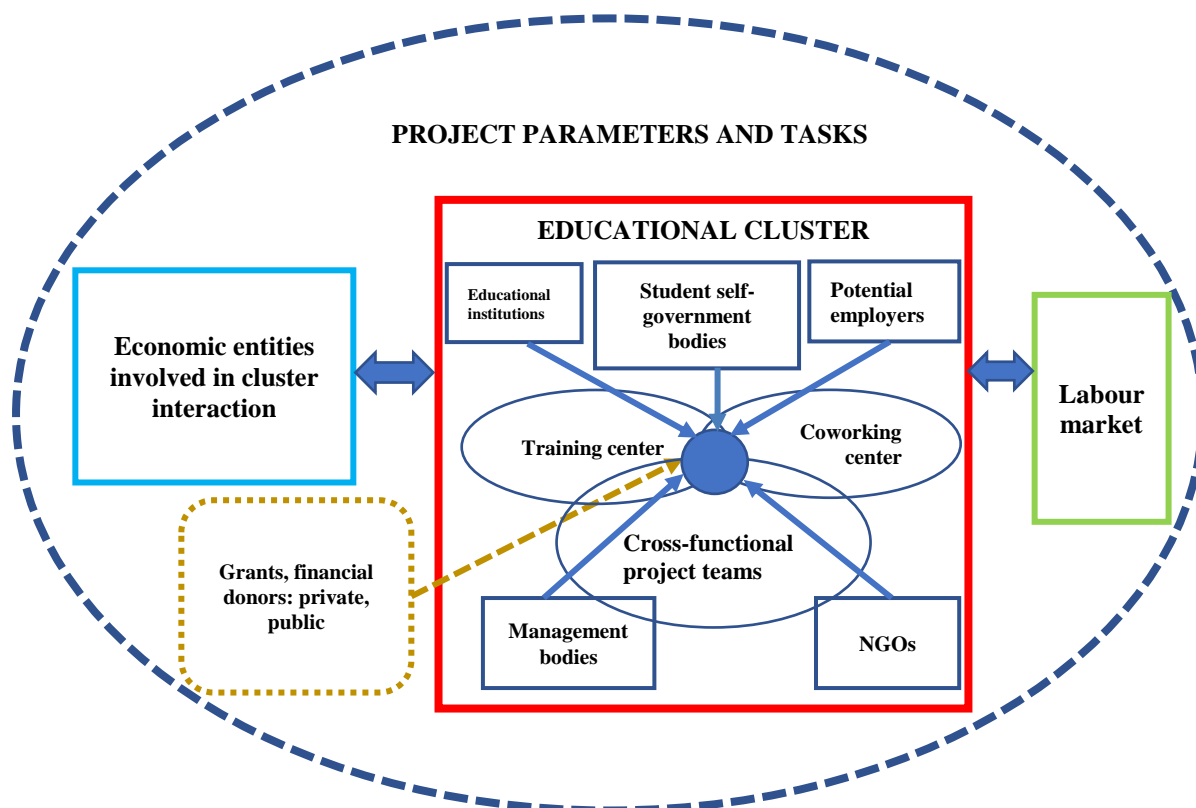 PROJECT PARAMETERS AND TASKS
EDUCATIONAL CLUSTER
Educational
institutions
Student self-
government
bodies
Potential
employers
Economic entities
involved in cluster
interaction
Labour
market
Training center
Coworking
center
Cross-functional
project teams
Grants, financial
donors: private,
public
Management
bodies
NGOs